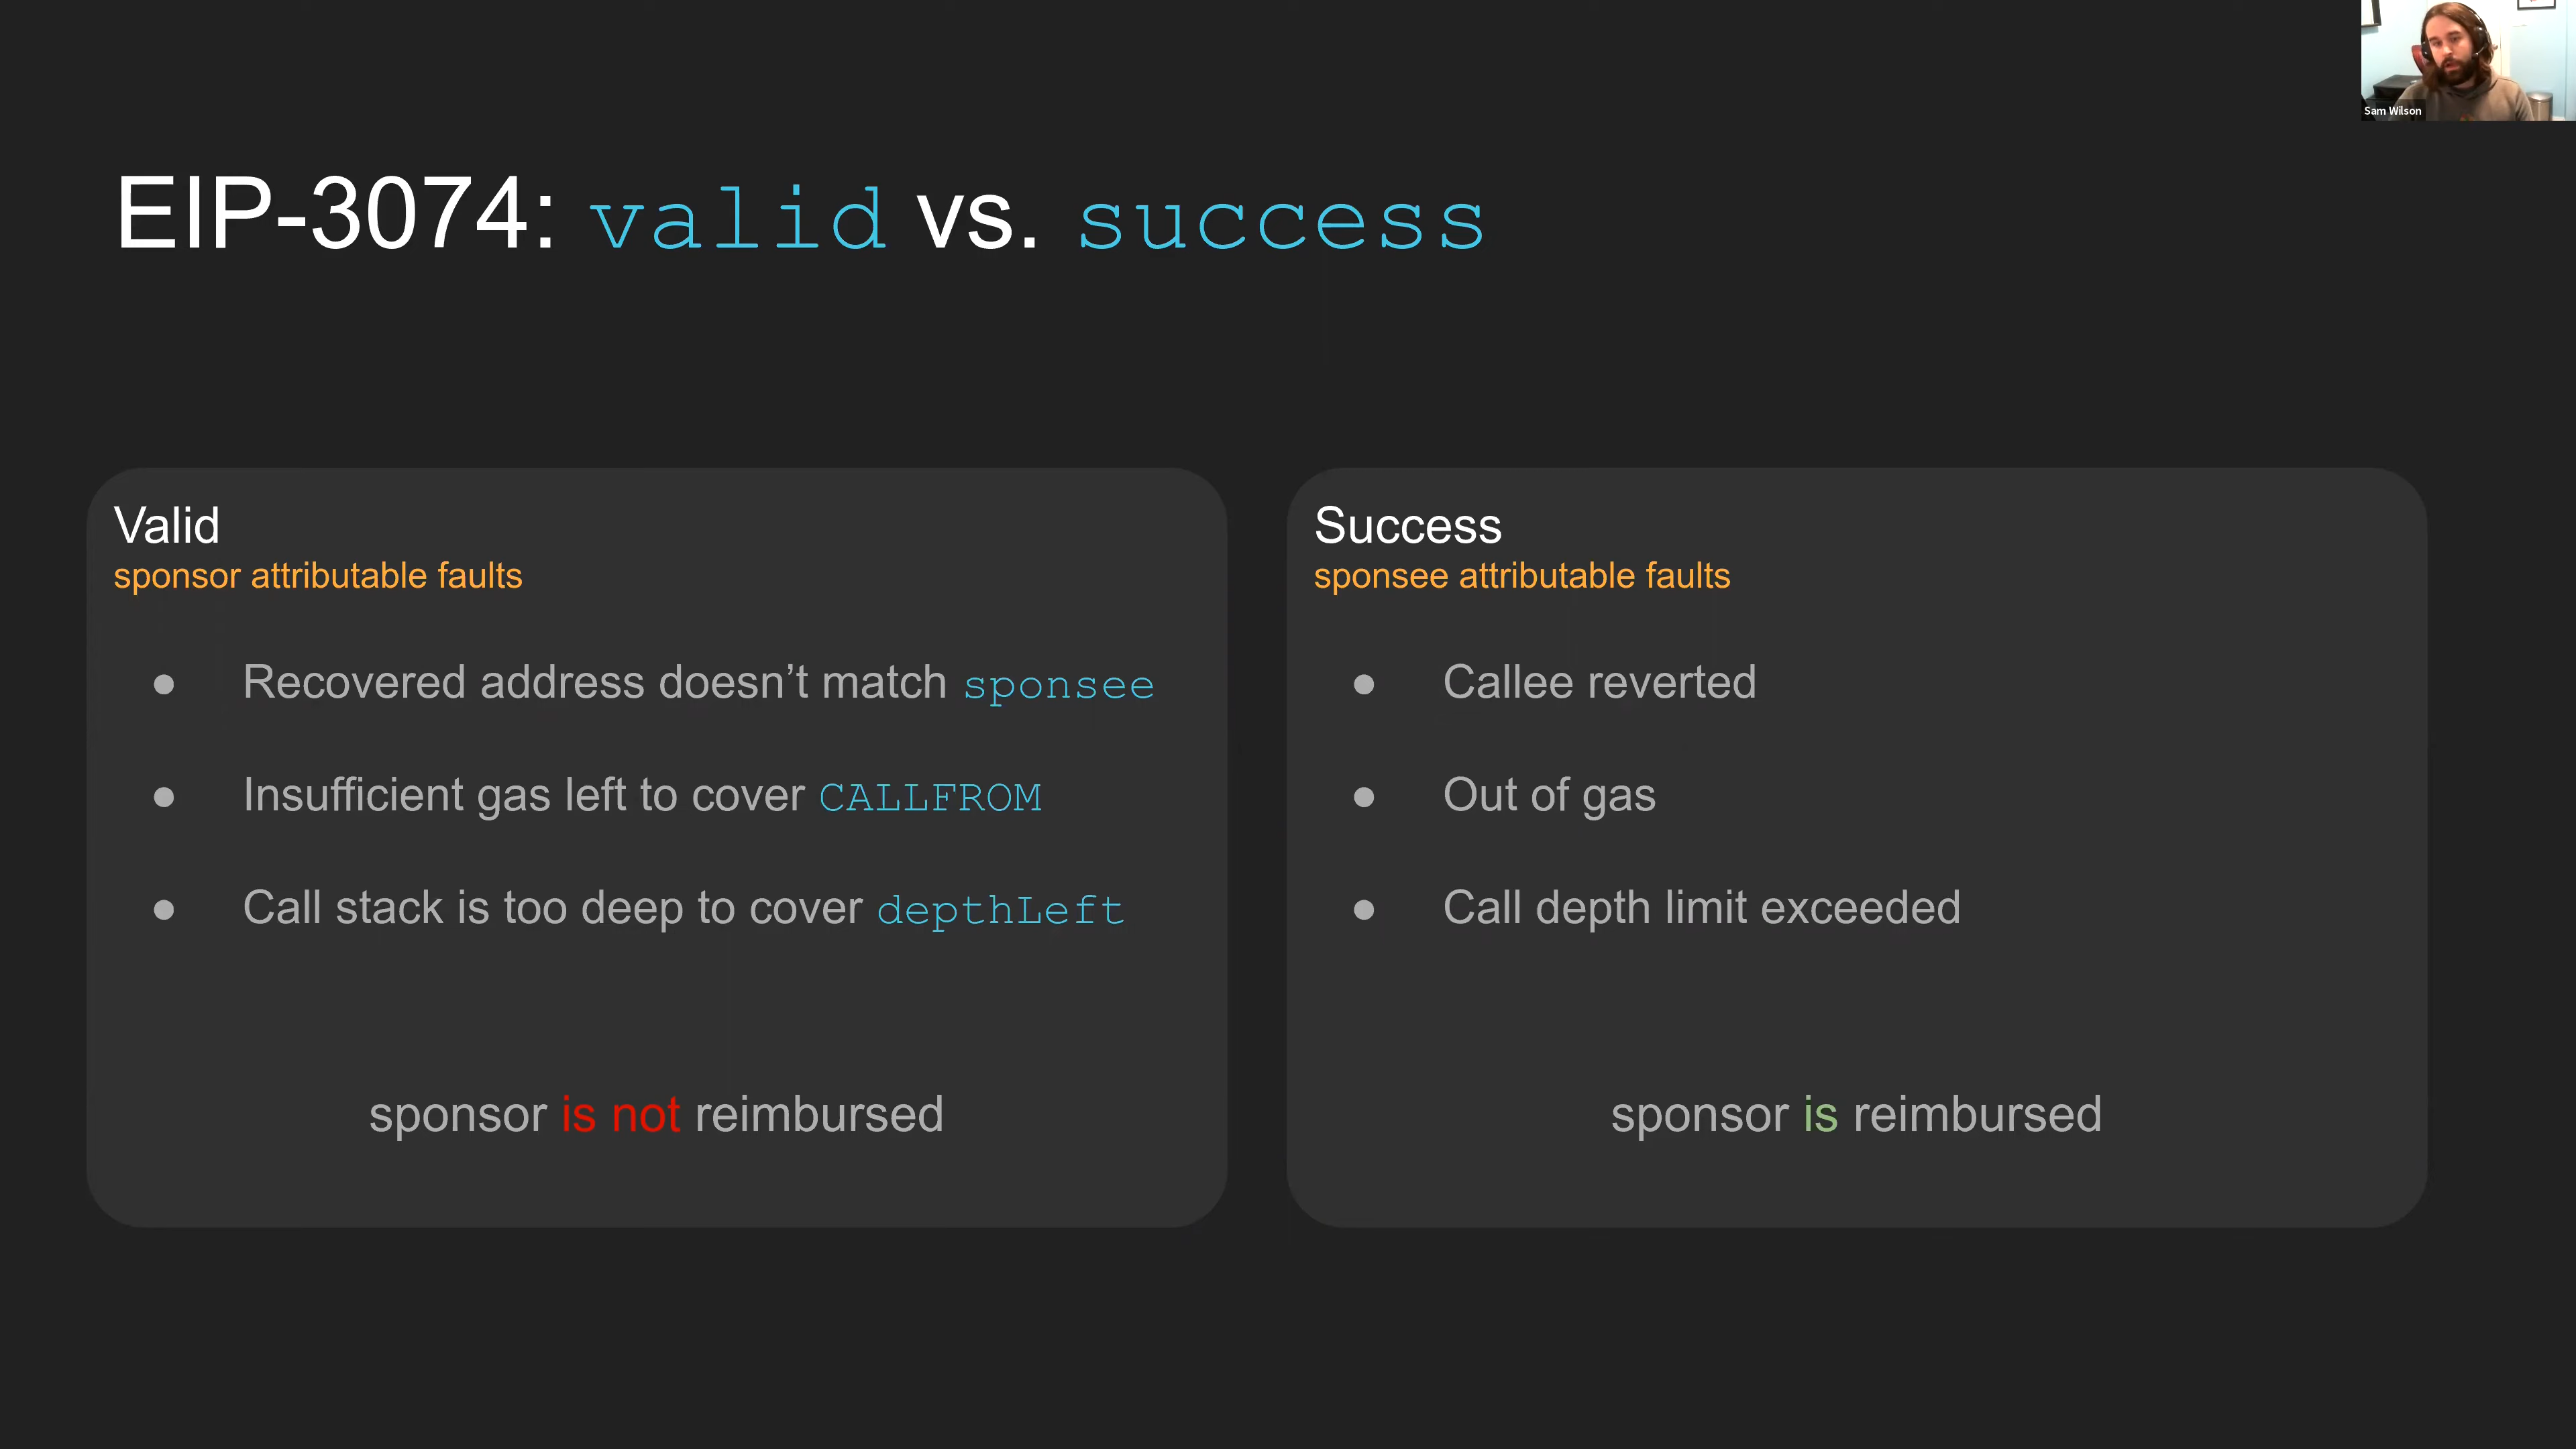 Sam Wilson
EIP-3074: valid vs. success
Valid
sponsor attributable faults
● Recovered address doesn’t match sponsee
● Insufficient gas left to cover CALLFROM
● Call stack is too deep to cover depthLeft
sponsor is not reimbursed
Success
sponsee attributable faults
● Callee reverted
● Out of gas
● Call depth limit exceeded
sponsor is reimbursed